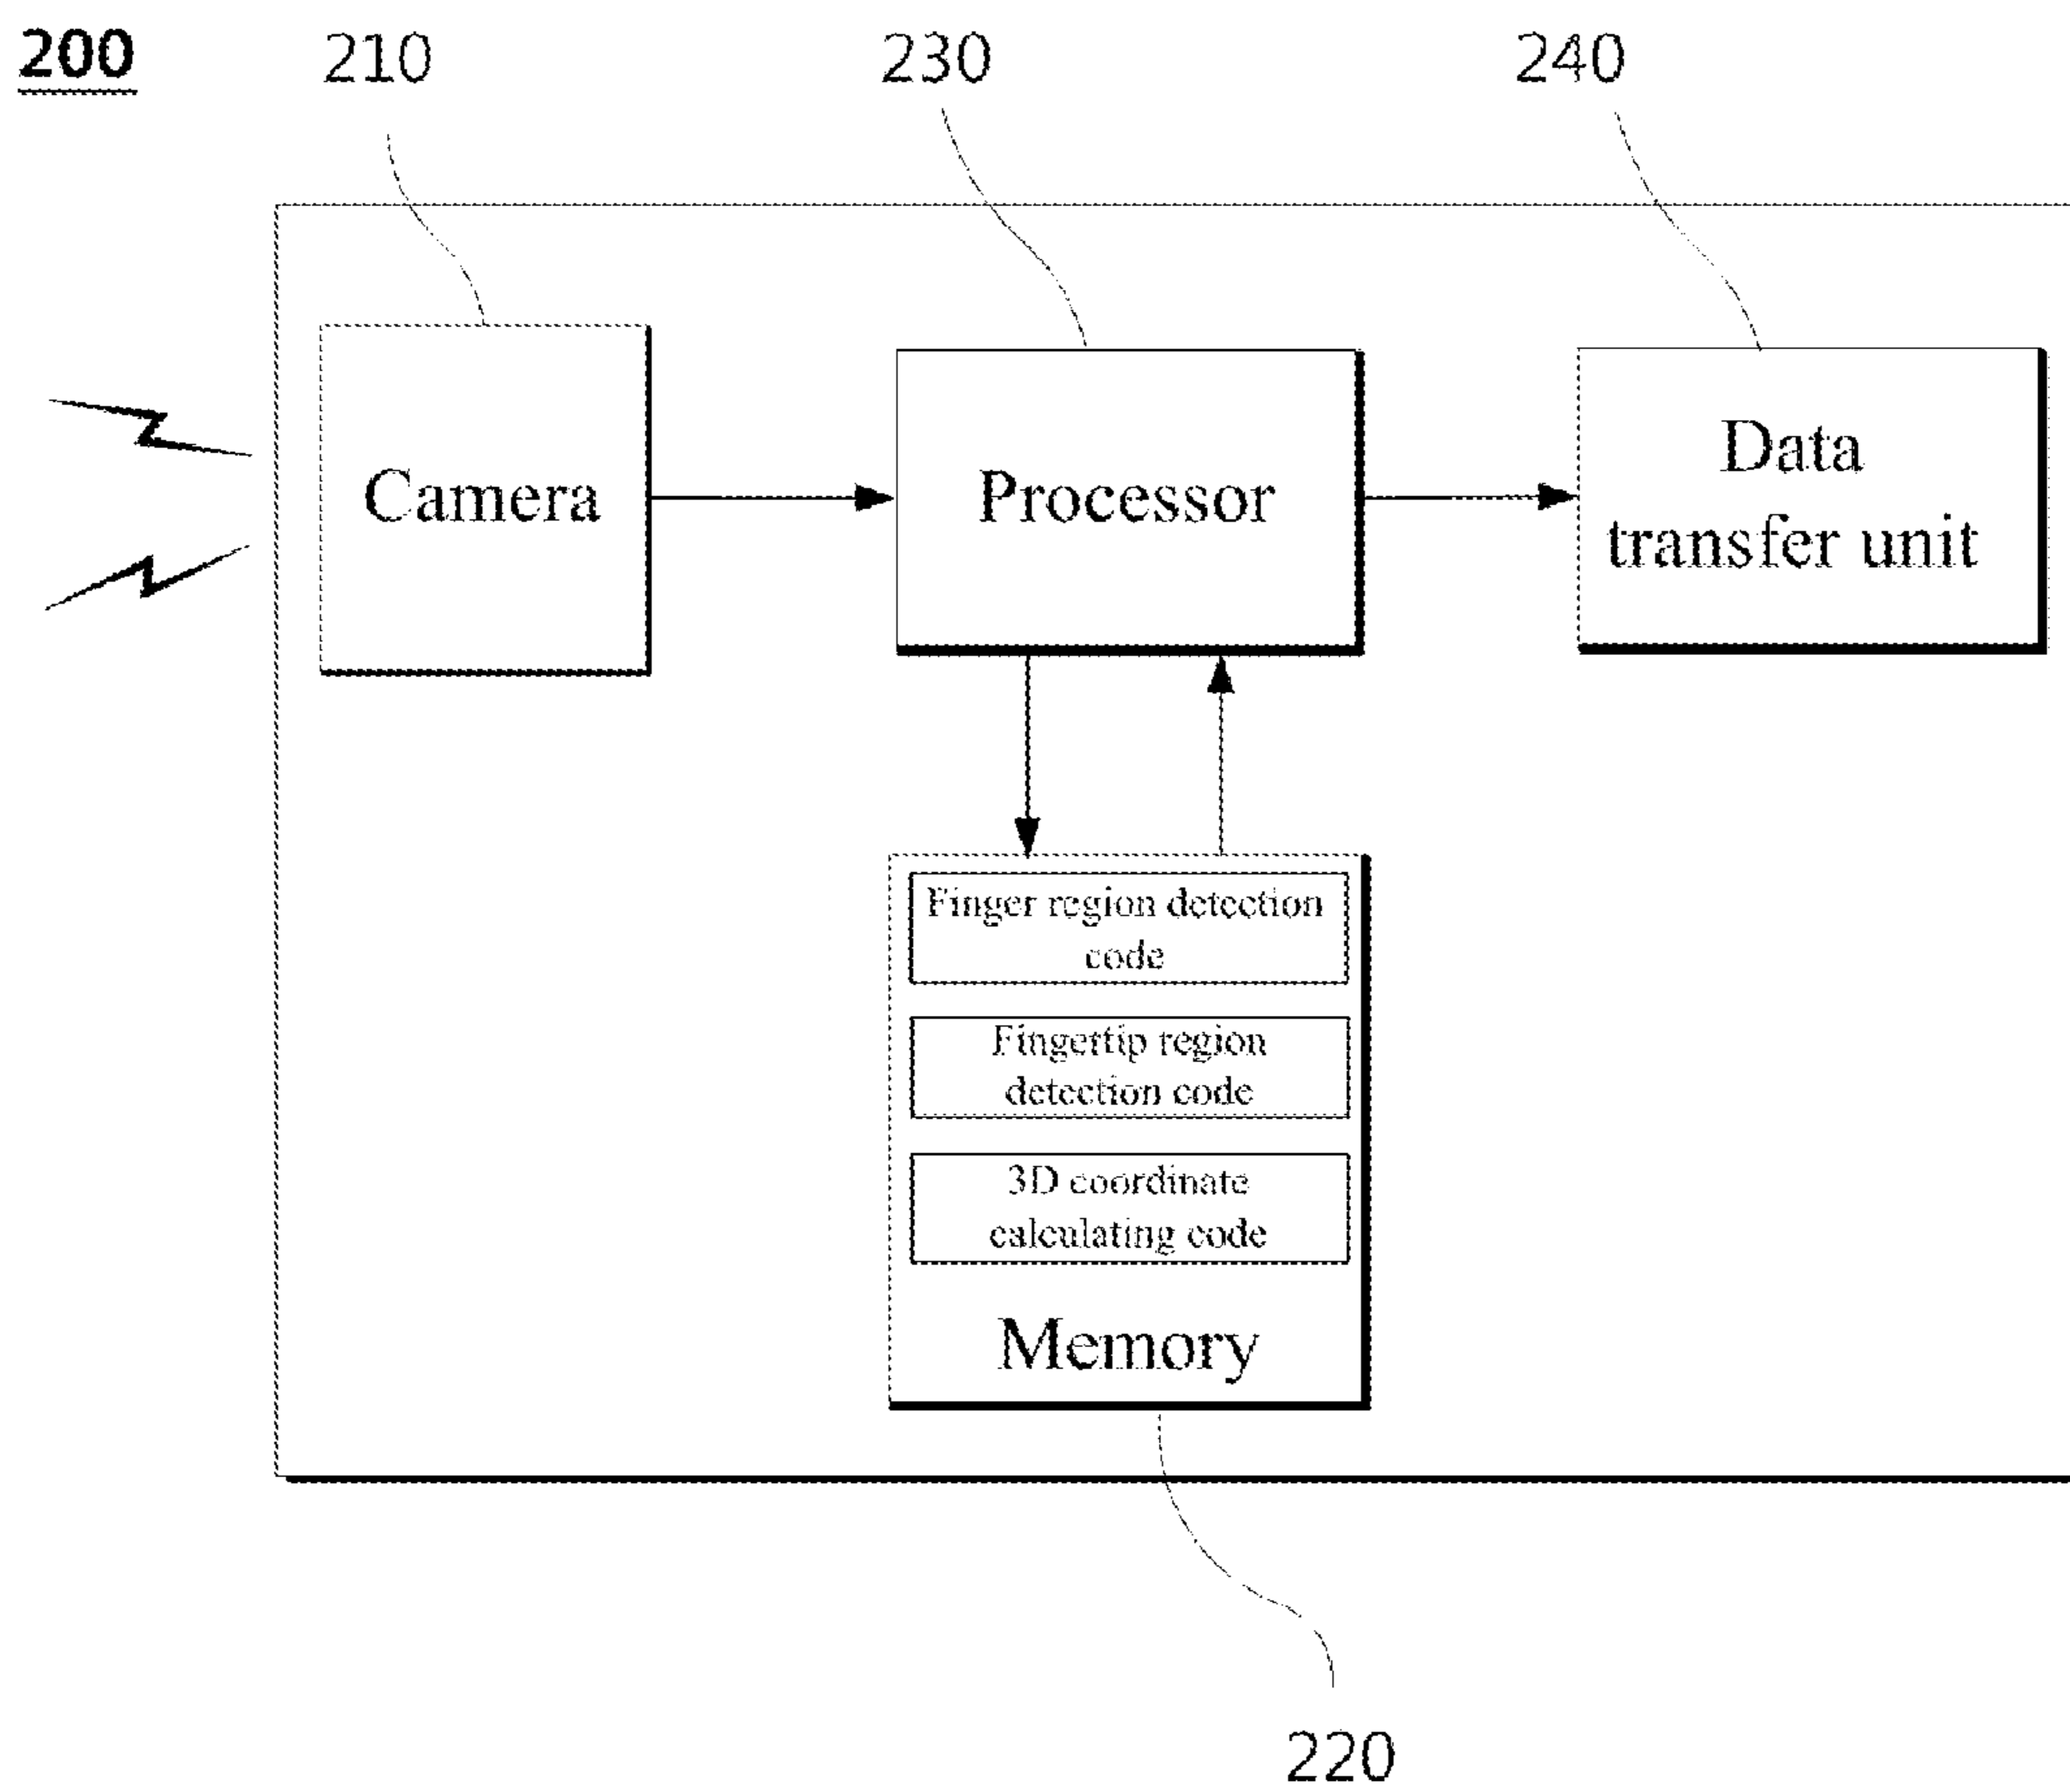 200
210
230
240
Camera
Processor
Data
transfer unit
Finger region detection
code
Fingertip region
detection code
3D coordinate
calculating code
Memory
220